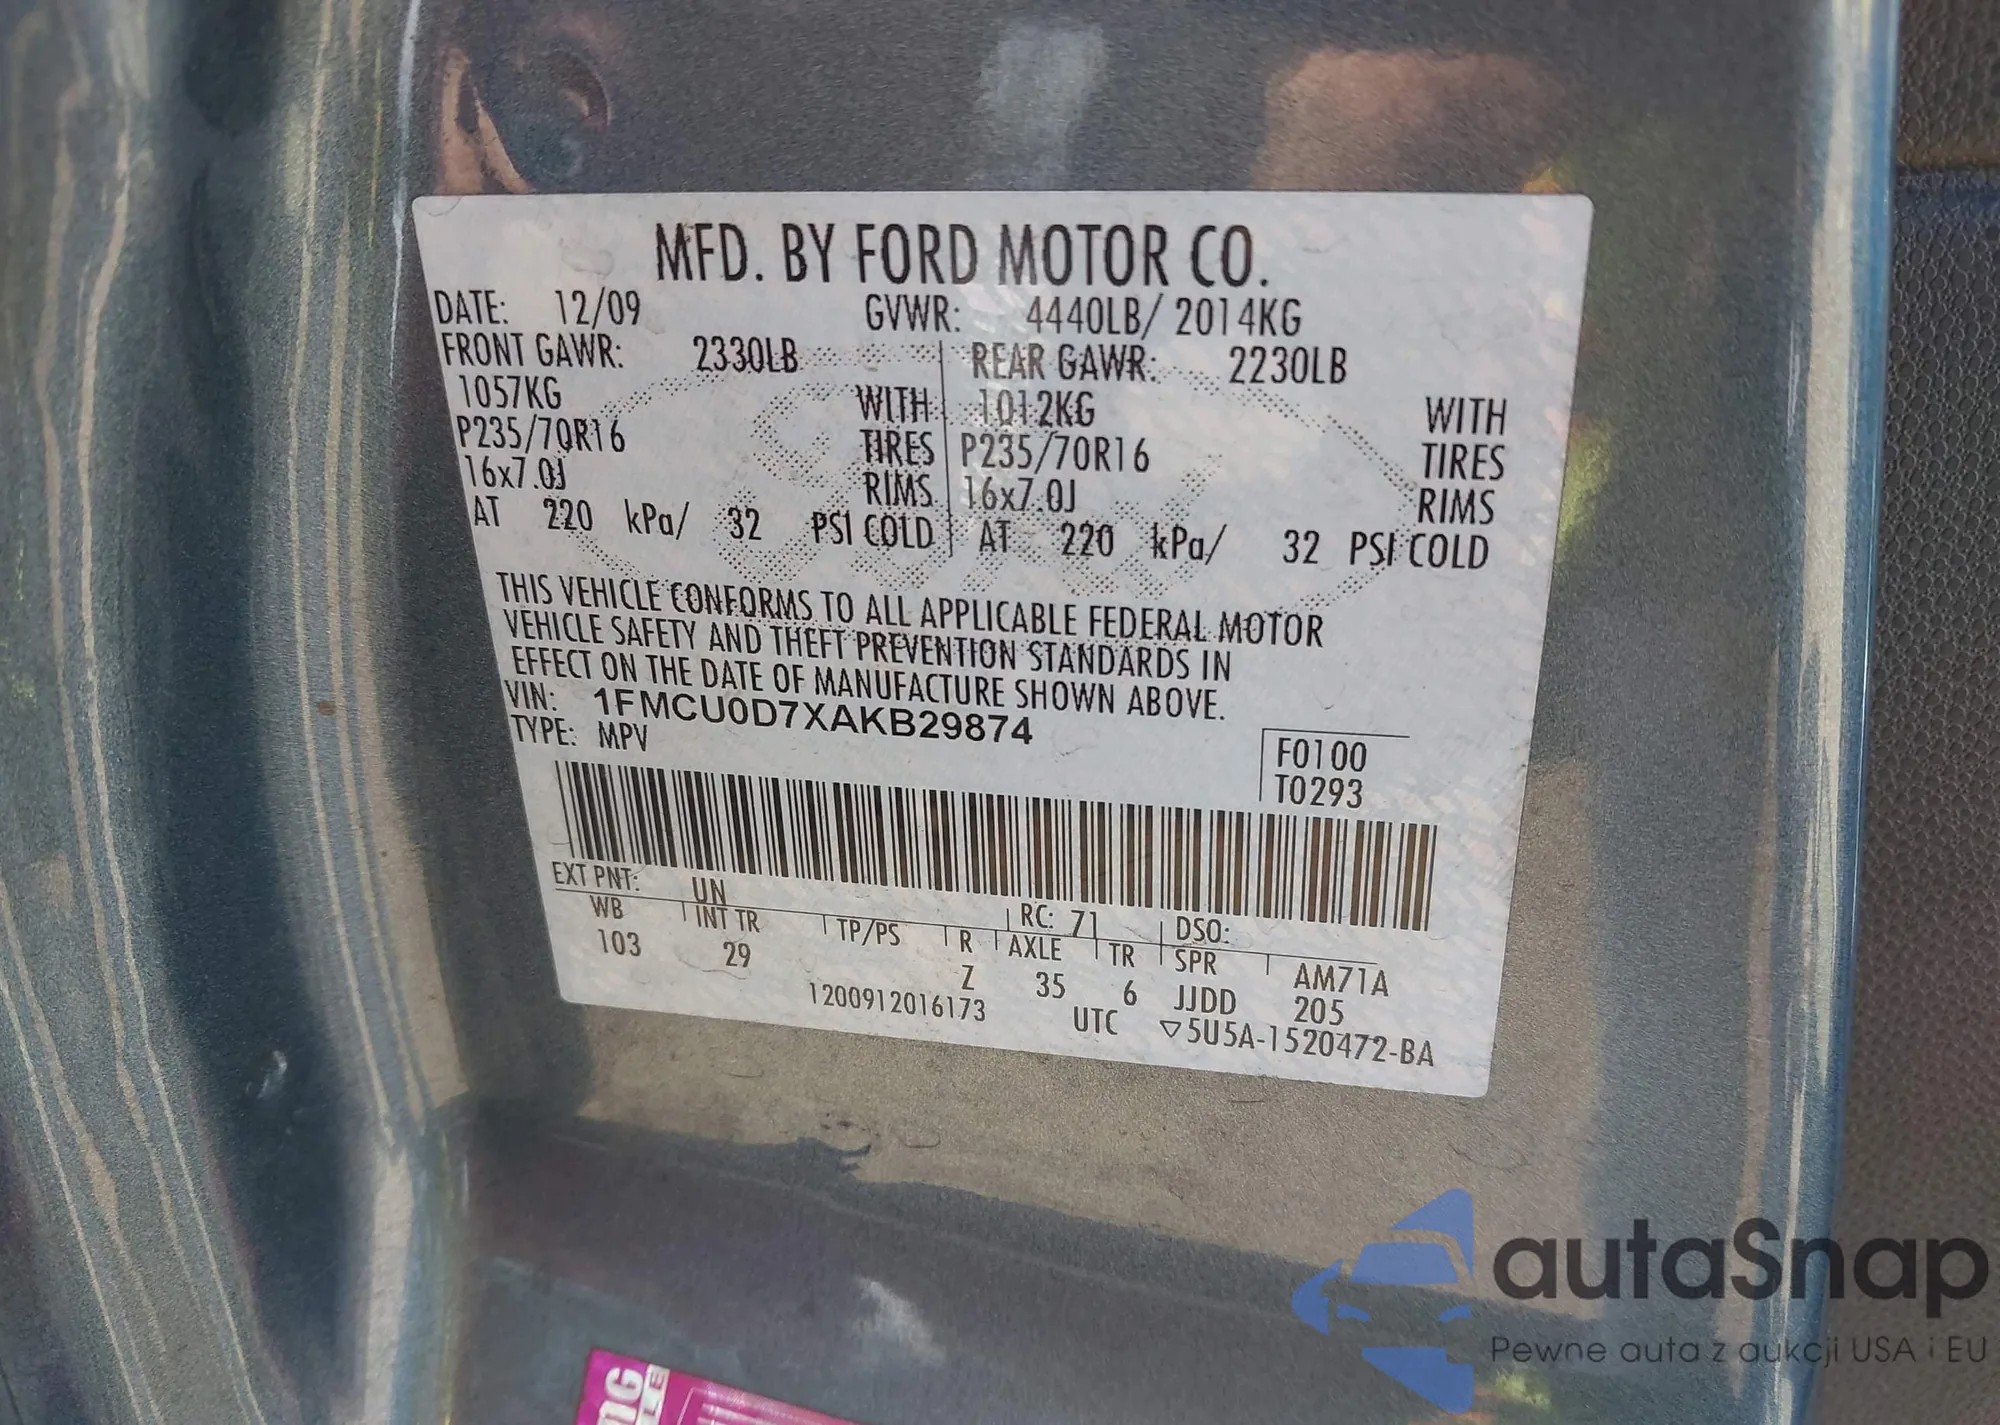 MFD. BY FORD MOTOR CO.
DATE: 12/09 GVWR: 4440LB/ 2014KG
FRONT GAWR: 2330LB REAR GAWR: 2230LB
1057KG WITH 1012KG WITH
P235/70R16 TIRES P235/70R16 TIRES
16x7.0J RIMS 16x7.0J RIMS
AT 220 kPa/ 32 PSI COLD AT 220 kPa/ 32 PSI COLD
THIS VEHICLE CONFORMS TO ALL APPLICABLE FEDERAL MOTOR
VEHICLE SAFETY AND THEFT PREVENTION STANDARDS IN
EFFECT ON THE DATE OF MANUFACTURE SHOWN ABOVE.
VIN: 1FMCU0D7XAKB29874
TYPE: MPV
F0100
T0293
EXT PNT: UN RC: 71 DSO:
WB INT TR TP/PS R AXLE TR SPR AM71A
103 29 Z 35 6 JJDD 205
1200912016173 UTC ▽5U5A-1520472-BA
autaSnap
Pewne auta z aukcji USA i EU